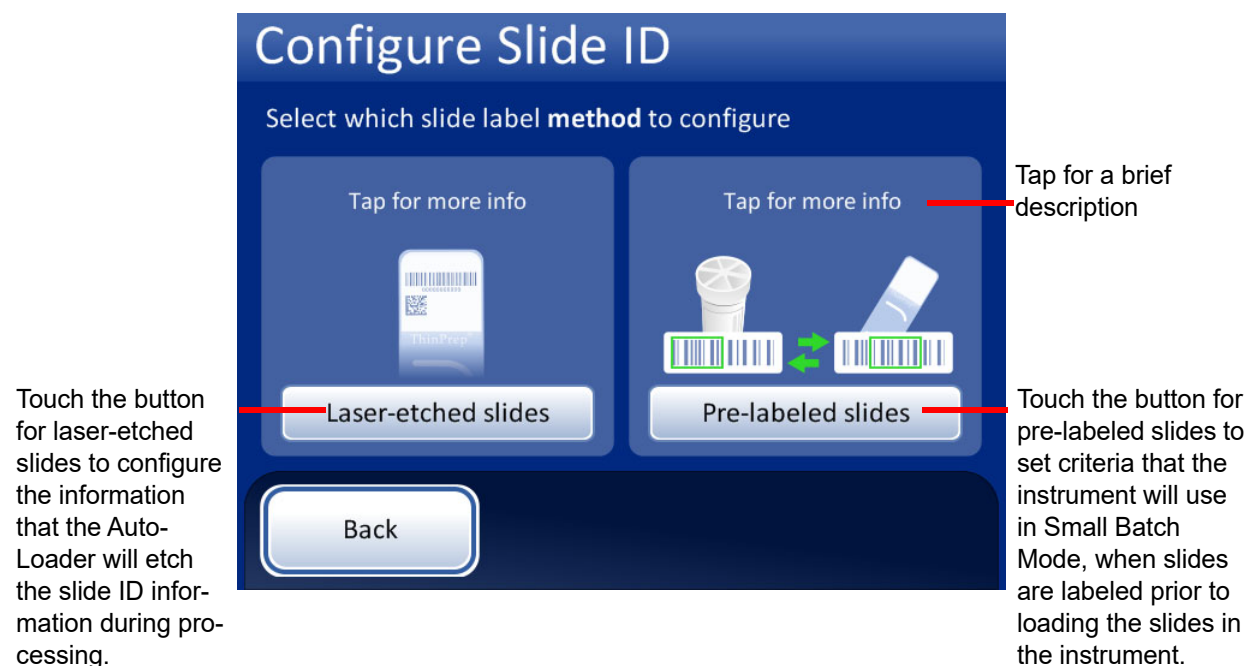 Configure Slide ID
Select which slide label method to configure
Tap for more info
Tap for more info
Tap for a brief
description
ThinPrep
Laser-etched slides
Pre-labeled slides
Touch the button
for laser-etched
slides to configure
the information
that the Auto-
Loader will etch
the slide ID infor-
mation during pro-
cessing.
Touch the button for
pre-labeled slides to
set criteria that the
instrument will use
in Small Batch
Mode, when slides
are labeled prior to
loading the slides in
the instrument.
Back